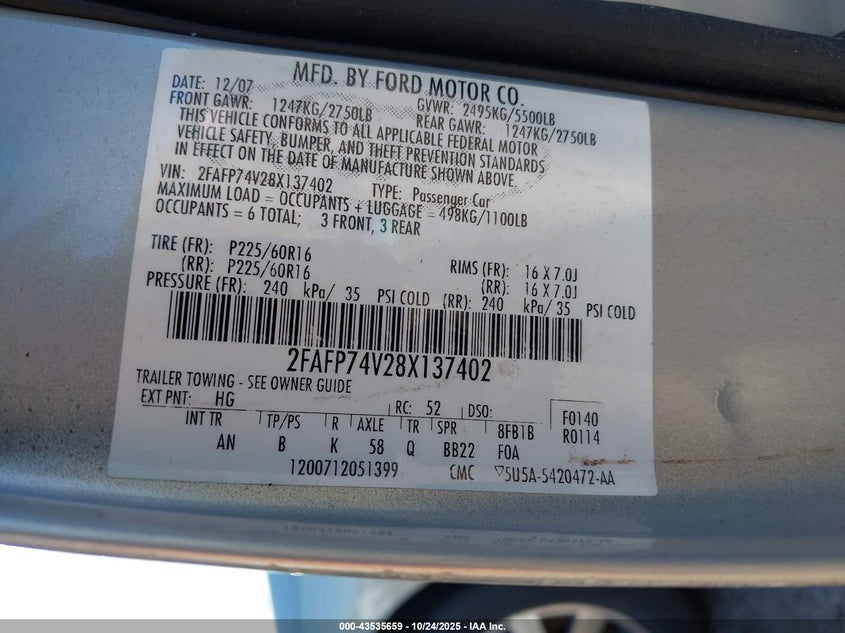 MFD. BY FORD MOTOR CO.
DATE: 12/07 GVWR: 2495KG/5500LB
FRONT GAWR: 1247KG/2750LB REAR GAWR: 1247KG/2750LB
THIS VEHICLE CONFORMS TO ALL APPLICABLE FEDERAL MOTOR
VEHICLE SAFETY, BUMPER, AND THEFT PREVENTION STANDARDS
IN EFFECT ON THE DATE OF MANUFACTURE SHOWN ABOVE.
VIN: 2FAFP74V28X137402 TYPE: Passenger Car
MAXIMUM LOAD = OCCUPANTS + LUGGAGE = 498KG/1100LB
OCCUPANTS = 6 TOTAL; 3 FRONT, 3 REAR
TIRE (FR): P225/60R16 RIMS (FR): 16 X 7.0J
(RR): P225/60R16 (RR): 16 X 7.0J
PRESSURE (FR): 240 kPa/ 35 PSI COLD (RR): 240 kPa/ 35 PSI COLD
2FAFP74V28X137402
TRAILER TOWING - SEE OWNER GUIDE
EXT PNT: HG RC: 52 DSO: F0140
INT TR TP/PS R AXLE TR SPR 8FB1B R0114
AN B K 58 Q BB22 FOA
1200712051399 CMC 5U5A-5420472-AA
000-43535659 • 10/24/2025 • IAA Inc.